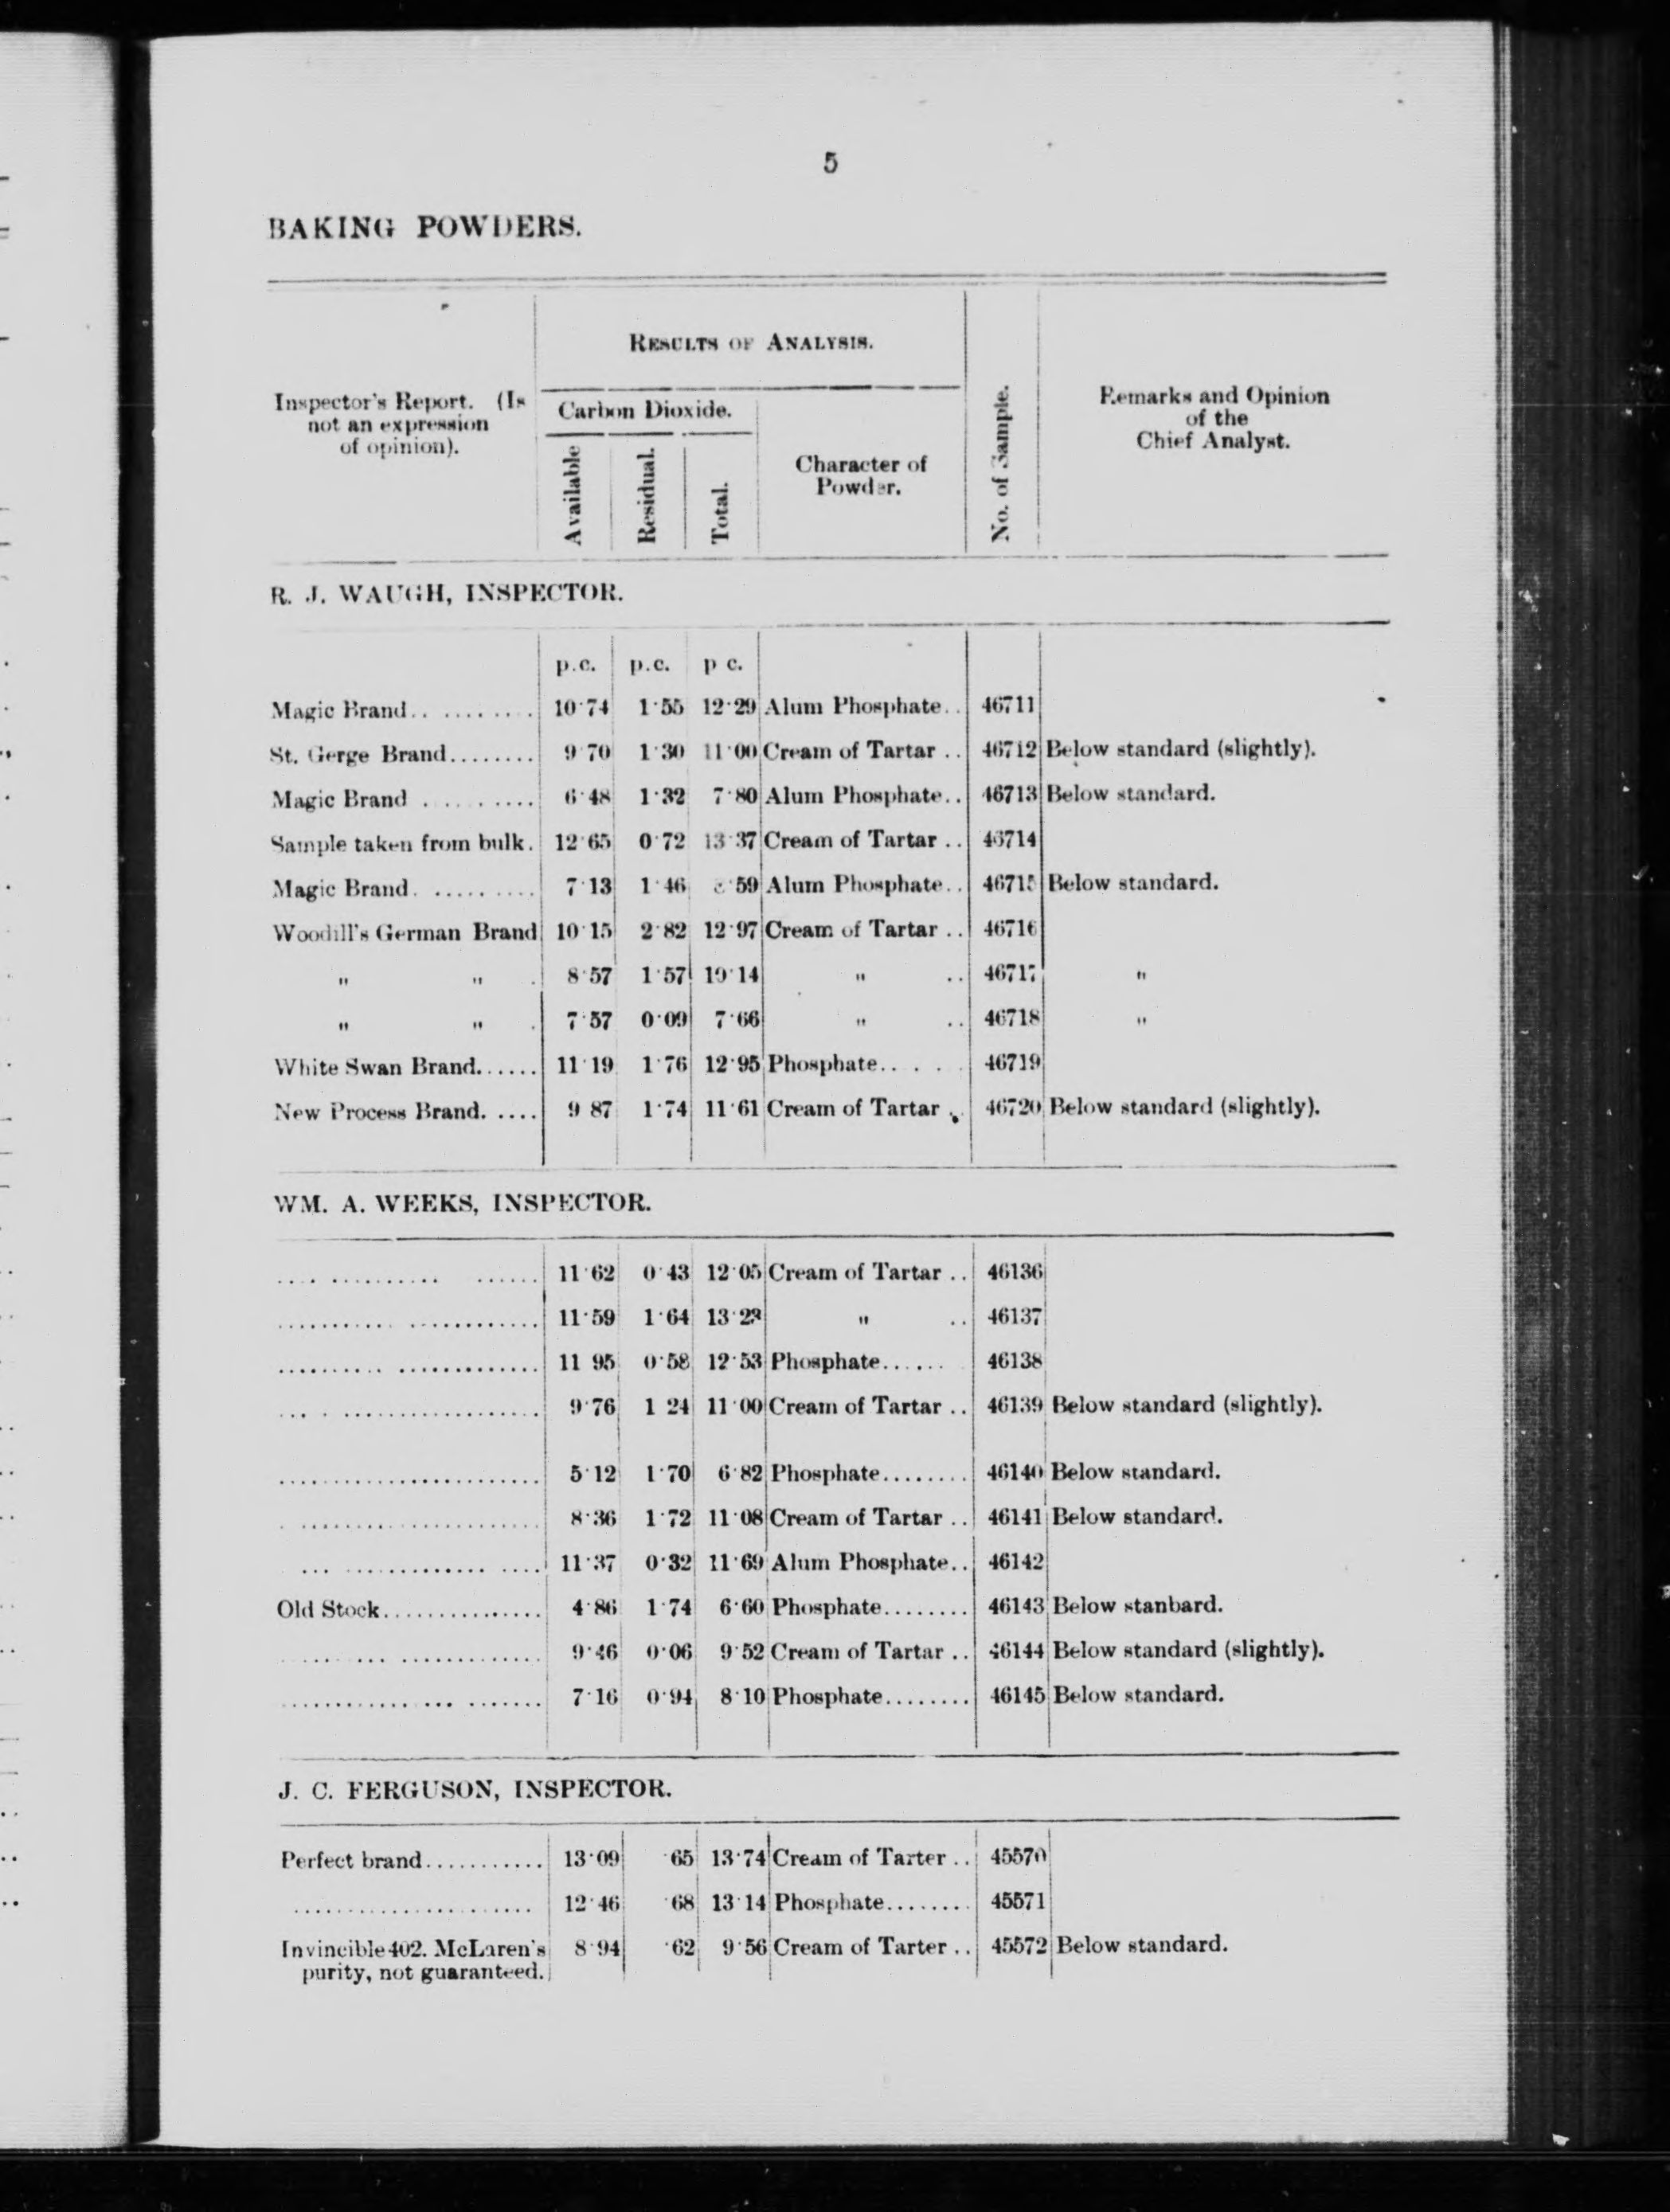 5
BAKING POWDERS.
Inspector's Report. (Is
not an expression
of opinion).
RESULTS OF ANALYSIS.
Carbon Dioxide.
Available
Residual.
Total.
Character of
Powder.
No. of Sample.
Remarks and Opinion
of the
Chief Analyst.
R. J. WAUGH, INSPECTOR.
p.c. p.c. p c.
Magic Brand.. ......... 10·74 1·55 12·29 Alum Phosphate.. 46711
St. Gerge Brand........ 9 70 1·30 11·00 Cream of Tartar .. 46712 Below standard (slightly).
Magic Brand .......... 6·48 1·32 7·80 Alum Phosphate.. 46713 Below standard.
Sample taken from bulk. 12·65 0·72 13·37 Cream of Tartar .. 46714
Magic Brand. ......... 7·13 1·46 59 Alum Phosphate.. 46715 Below standard.
Woodill's German Brand 10·15 2·82 12·97 Cream of Tartar .. 46716
" " . 8·57 1·57 10·14 " .. 46717 "
" " . 7·57 0·09 7·66 " .. 46718 "
White Swan Brand...... 11·19 1·76 12·95 Phosphate.. . . . 46719
New Process Brand. .... 9 87 1·74 11·61 Cream of Tartar . 46720 Below standard (slightly).
WM. A. WEEKS, INSPECTOR.
.... ........... ...... 11·62 0·43 12·05 Cream of Tartar .. 46136
.......... ............ 11·59 1·64 13·23 " .. 46137
.......... ............. 11 95 0·58 12·53 Phosphate...... 46138
... . ................... 9·76 1 24 11·00 Cream of Tartar .. 46139 Below standard (slightly).
........................ 5·12 1·70 6·82 Phosphate........ 46140 Below standard.
. ...................... 8·36 1·72 11·08 Cream of Tartar .. 46141 Below standard.
... ............. .... 11·37 0·32 11·69 Alum Phosphate.. 46142
Old Stock............... 4·86 1·74 6·60 Phosphate........ 46143 Below stanbard.
....... ... ............ 9·46 0·06 9·52 Cream of Tartar .. 46144 Below standard (slightly).
............. ... ....... 7·16 0·94 8·10 Phosphate........ 46145 Below standard.
J. C. FERGUSON, INSPECTOR.
Perfect brand........... 13·09 ·65 13·74 Cream of Tarter .. 45570
...................... 12·46 ·68 13·14 Phosphate........ 45571
Invincible 402. McLaren's 8·94 ·62 9·56 Cream of Tarter .. 45572 Below standard.
purity, not guaranteed.